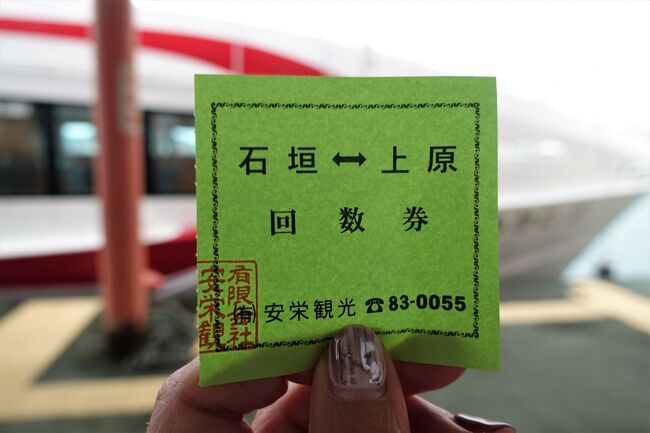 石垣↔上原
回数券
(有)安栄観光 ☎83-0055
有限会社
安栄観